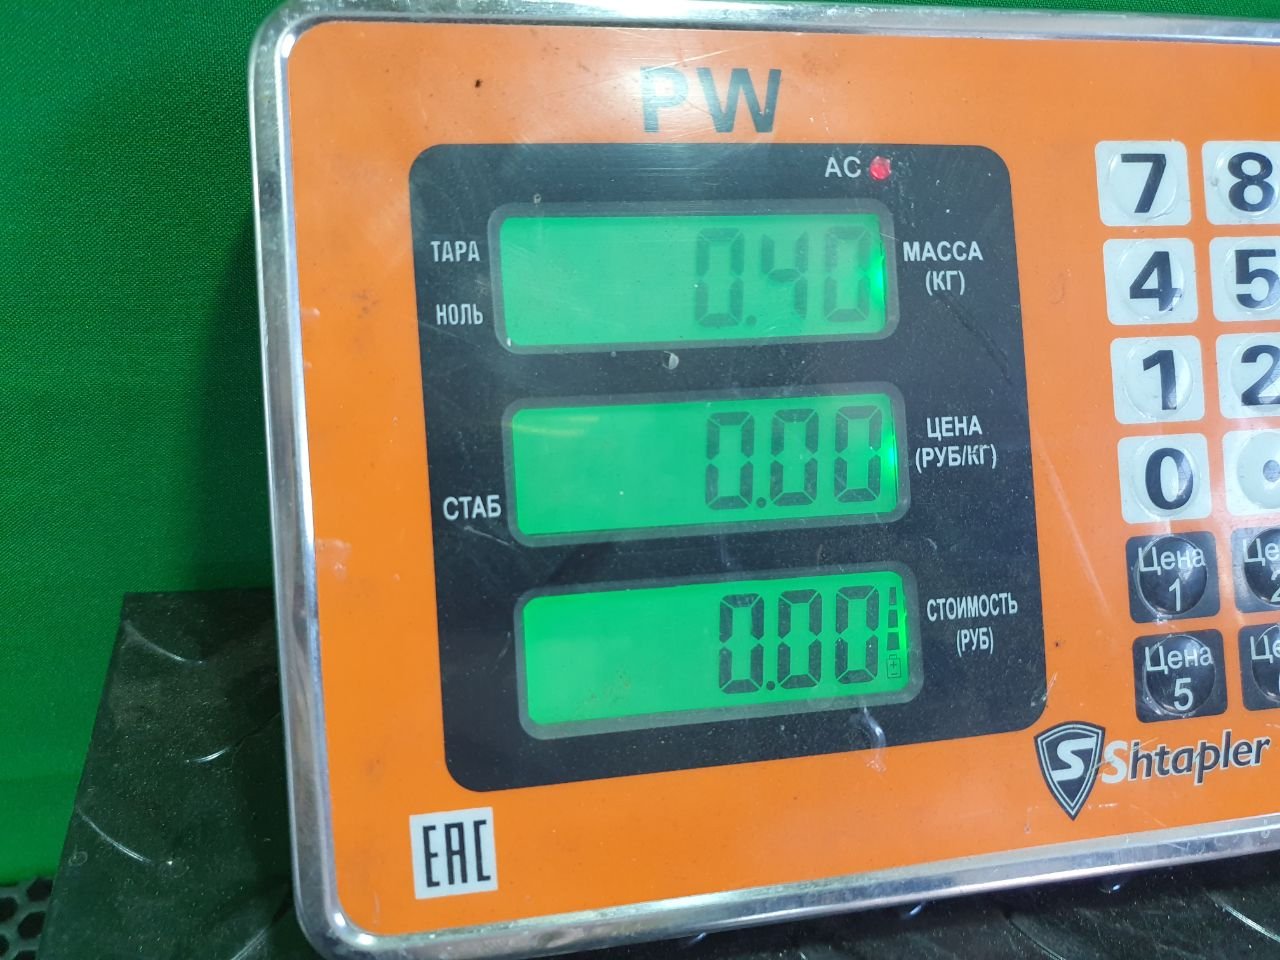 PW
AC
ТАРА
НОЛЬ
0.40
МАССА
(КГ)
СТАБ
0.00
ЦЕНА
(РУБ/КГ)
0.00
СТОИМОСТЬ
(РУБ)
7 8
4 5
1 2
0
Цена
1
Цена
5
Shtapler
EAC